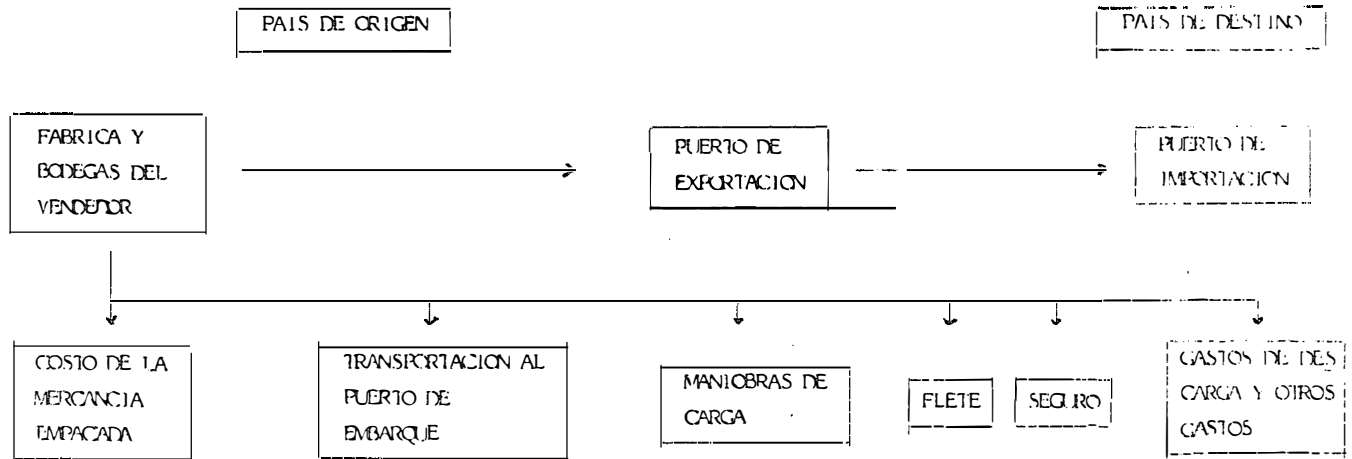 PAIS DE ORIGEN
PAIS DE DESTINO
FABRICA Y
BODEGAS DEL
VENDEDOR
PUERTO DE
EXPORTACION
PUERTO DE
IMPORTACION
COSTO DE LA
MERCANCIA
EMPACADA
TRANSPORTACION AL
PUERTO DE
EMBARQUE
MANIOBRAS DE
CARGA
FLETE
SEGURO
GASTOS DE DES
CARGA Y OTROS
GASTOS